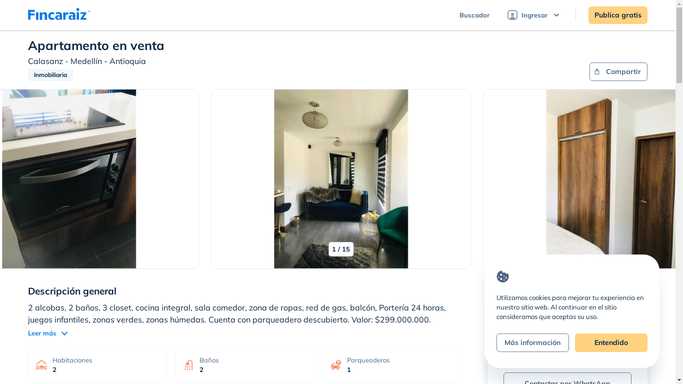 Fincaraiz
Buscador
Ingresar
Publica gratis
Apartamento en venta
Calasanz - Medellín - Antioquia
Inmobiliaria
Compartir
1 / 15
Descripción general
2 alcobas, 2 baños, 3 closet, cocina integral, sala comedor, zona de ropas, red de gas, balcón, Portería 24 horas,
juegos infantiles, zonas verdes, zonas húmedas. Cuenta con parqueadero descubierto. Valor: $299.000.000.
Leer más
Habitaciones
2
Baños
2
Parqueaderos
1
Utilizamos cookies para mejorar tu experiencia en
nuestro sitio web. Al continuar en el sitio
consideramos que aceptas su uso.
Más información
Entendido
Contactar por WhatsApp